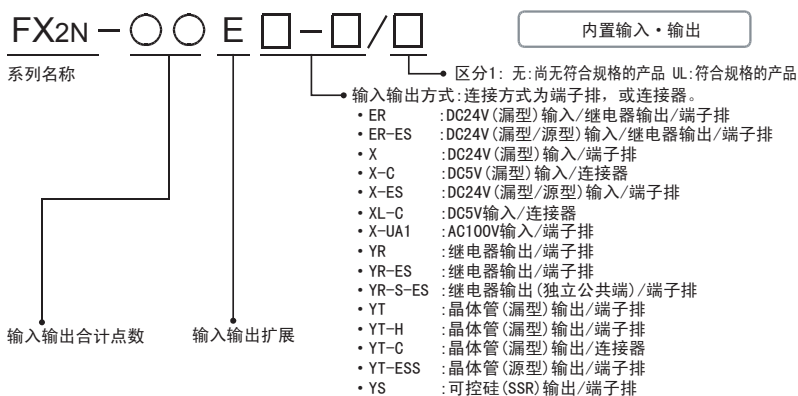 FX2N－○○ E □－□/□
内置输入・输出
系列名称
区分1: 无:尚无符合规格的产品 UL:符合规格的产品
输入输出方式:连接方式为端子排，或连接器。
・ER :DC24V(漏型)输入/继电器输出/端子排
・ER-ES :DC24V(漏型/源型)输入/继电器输出/端子排
・X :DC24V(漏型)输入/端子排
・X-C :DC5V(漏型)输入/连接器
・X-ES :DC24V(漏型/源型)输入/端子排
・XL-C :DC5V输入/连接器
・X-UA1 :AC100V输入/端子排
・YR :继电器输出/端子排
・YR-ES :继电器输出/端子排
・YR-S-ES :继电器输出(独立公共端)/端子排
・YT :晶体管(漏型)输出/端子排
・YT-H :晶体管(漏型)输出/端子排
・YT-C :晶体管(漏型)输出/连接器
・YT-ESS :晶体管(源型)输出/端子排
・YS :可控硅(SSR)输出/端子排
输入输出合计点数
输入输出扩展